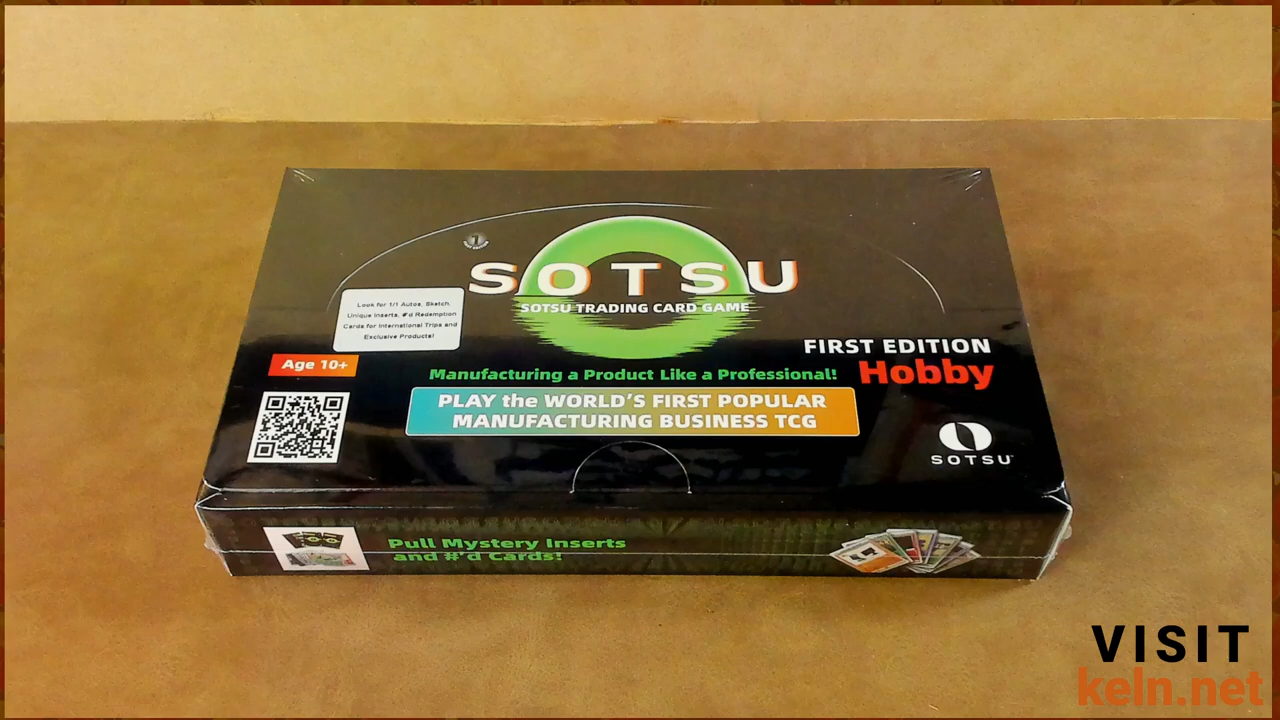 SOTSU
SOTSU TRADING CARD GAME
Look for 1/1 Autos, Sketch,
Unique Inserts, #'d Redemption
Cards for International Trips and
Exclusive Products!
FIRST EDITION
Hobby
Age 10+
Manufacturing a Product Like a Professional!
PLAY the WORLD'S FIRST POPULAR
MANUFACTURING BUSINESS TCG
SOTSU
Pull Mystery Inserts
and #'d Cards!
VISIT
keln.net